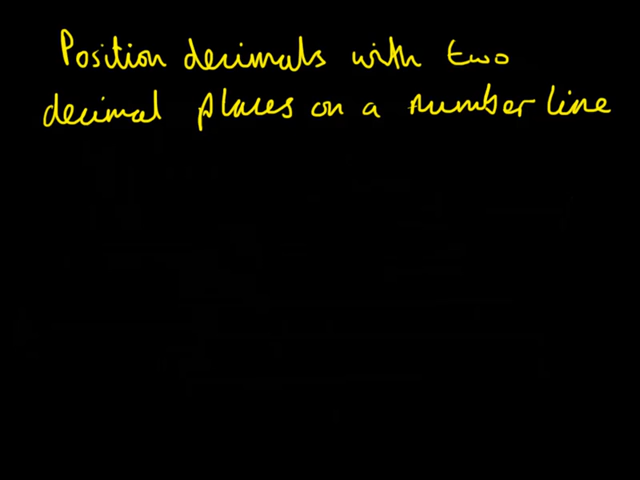 Position decimals with two
decimal places on a number line